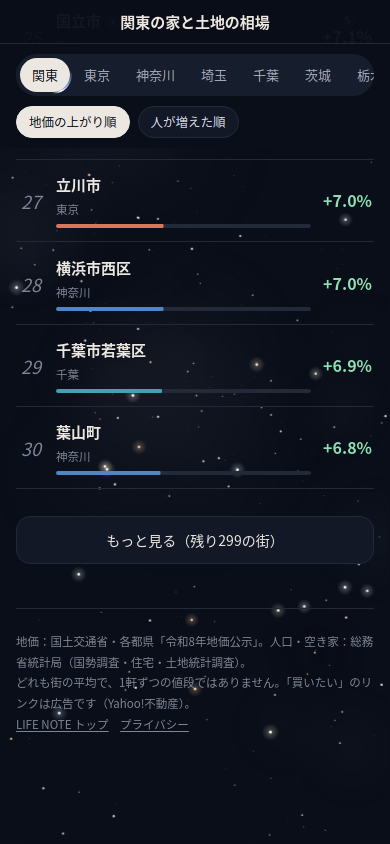 国立市
関東の家と土地の相場
25
+7.1%
関東 東京 神奈川 埼玉 千葉 茨城
地価の上がり順 人が増えた順
27 立川市
東京
+7.0%
28 横浜市西区
神奈川
+7.0%
29 千葉市若葉区
千葉
+6.9%
30 葉山町
神奈川
+6.8%
もっと見る（残り299の街）
地価：国土交通省・各都県「令和8年地価公示」。人口・空き家：総務
省統計局（国勢調査・住宅・土地統計調査）。
どれも街の平均で、1軒ずつの値段ではありません。「買いたい」のリ
ンクは広告です（Yahoo!不動産）。
LIFE NOTE トップ プライバシー